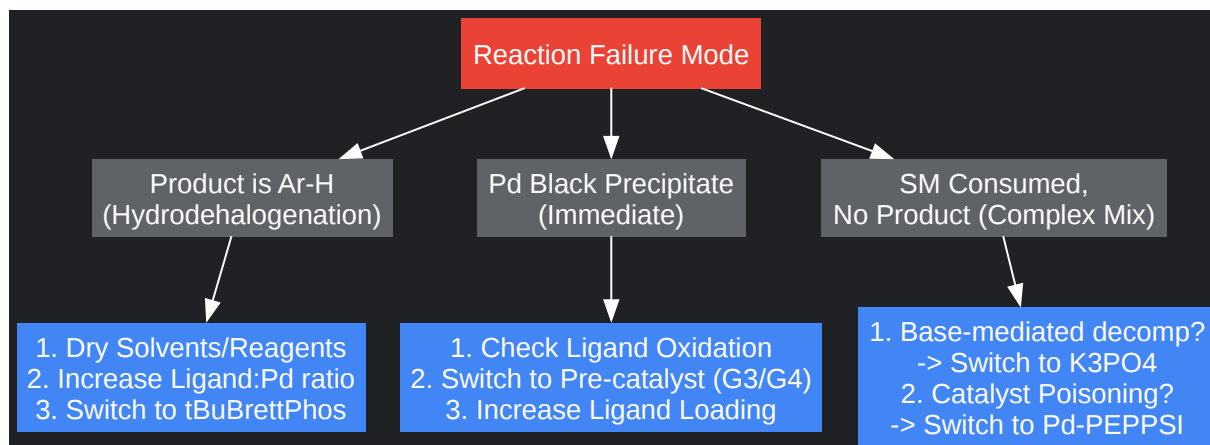 Reaction Failure Mode
Product is Ar-H
(Hydrodehalogenation)
Pd Black Precipitate
(Immediate)
SM Consumed,
No Product (Complex Mix)
1. Dry Solvents/Reagents
2. Increase Ligand:Pd ratio
3. Switch to tBuBrettPhos
1. Check Ligand Oxidation
2. Switch to Pre-catalyst (G3/G4)
3. Increase Ligand Loading
1. Base-mediated decomp?
-> Switch to K3PO4
2. Catalyst Poisoning?
-> Switch to Pd-PEPPSI